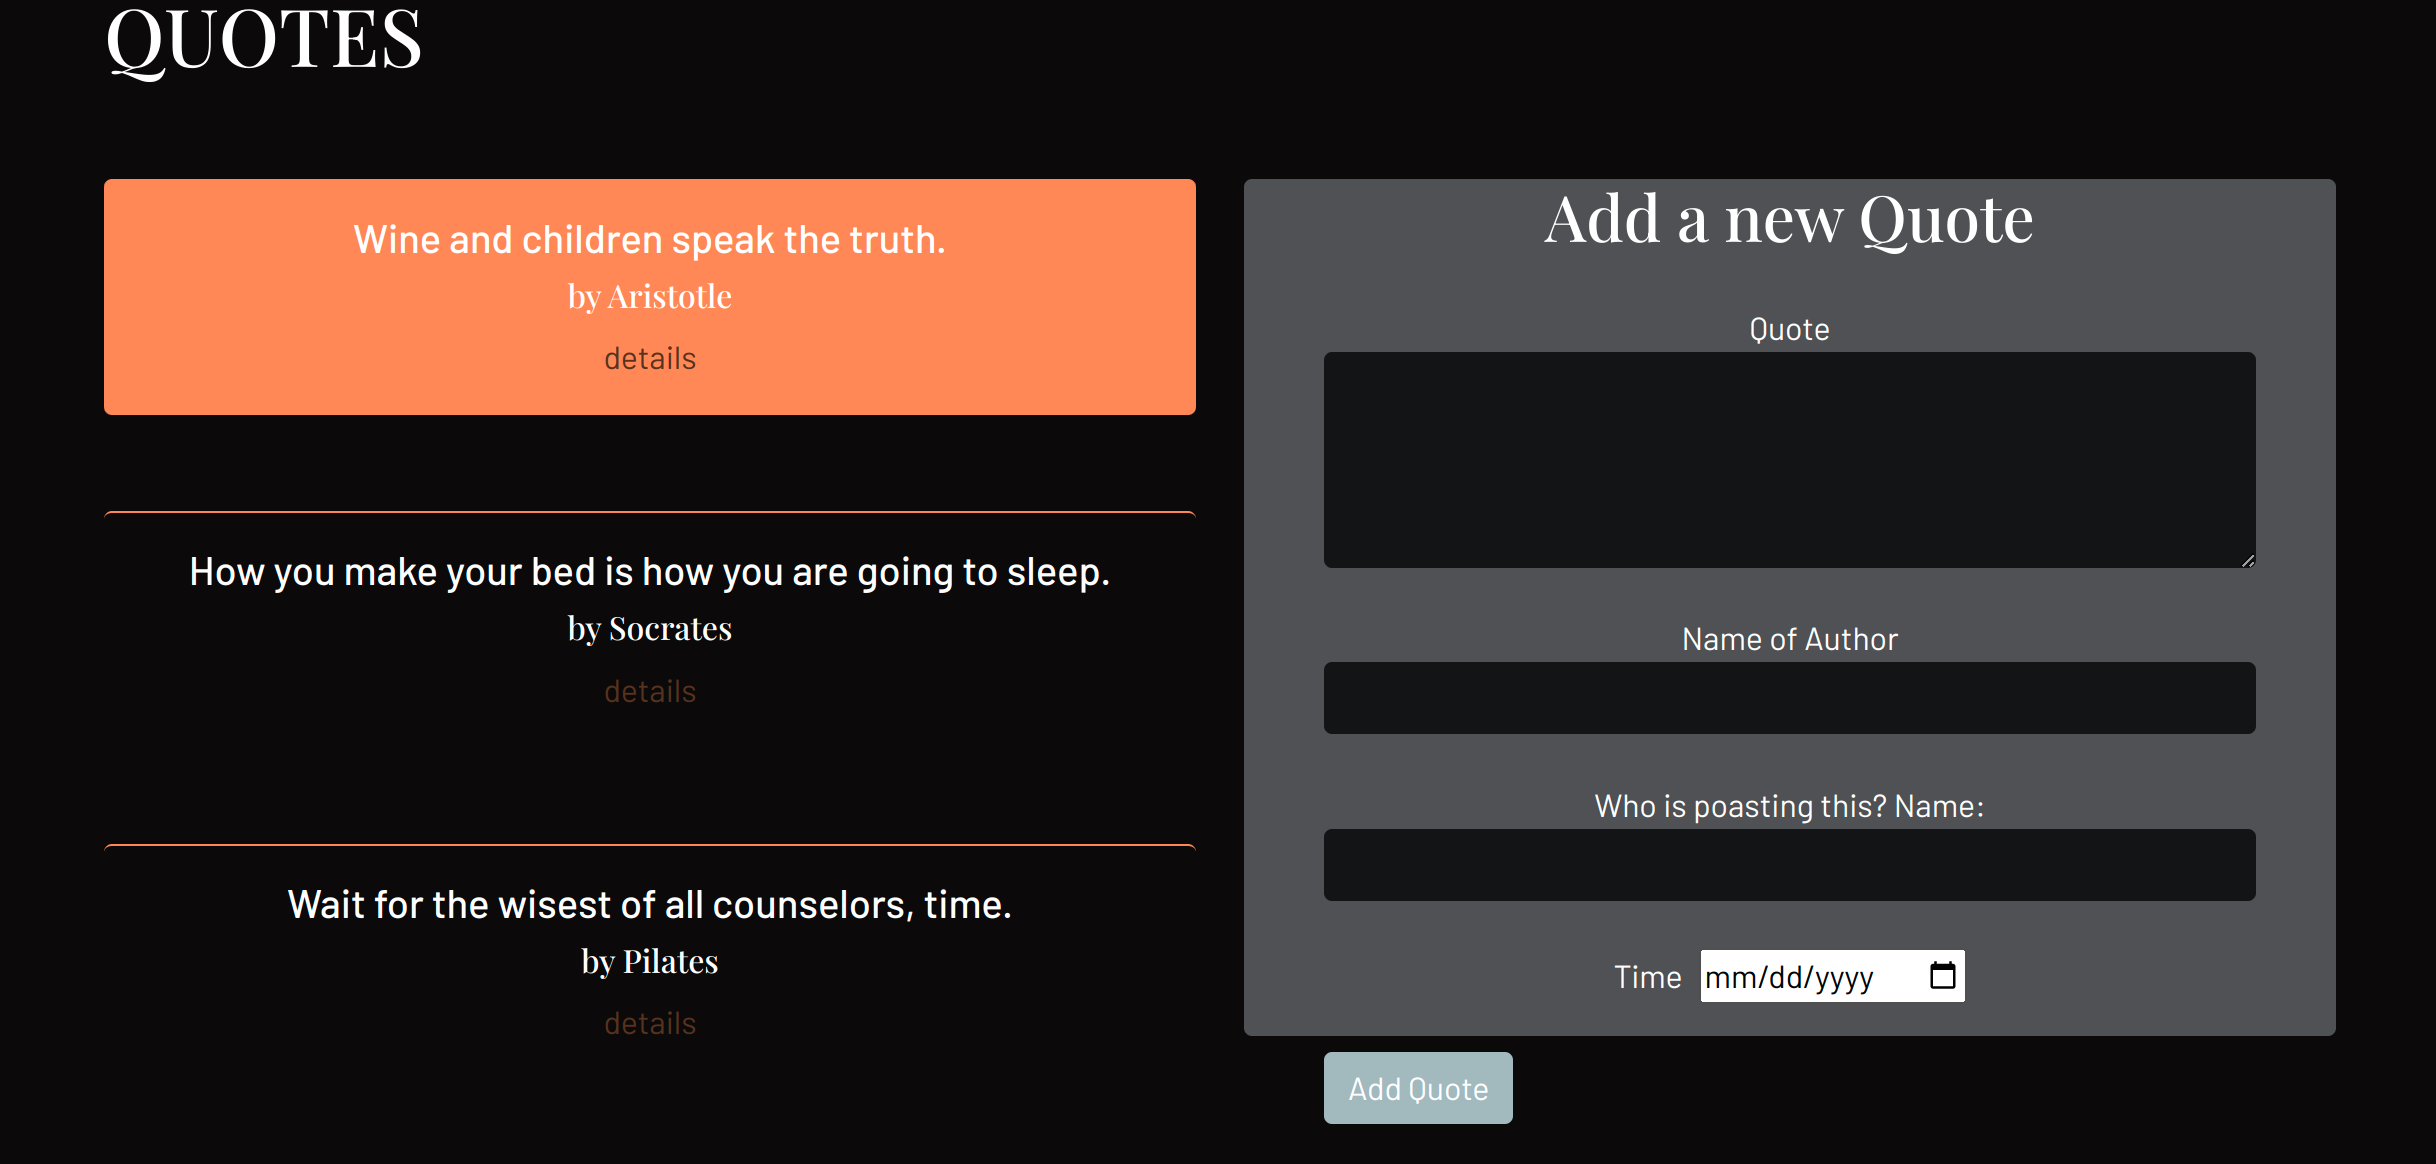 QUOTES
Wine and children speak the truth.
by Aristotle
details
How you make your bed is how you are going to sleep.
by Socrates
details
Wait for the wisest of all counselors, time.
by Pilates
details
Add a new Quote
Quote
Name of Author
Who is poasting this? Name:
Time mm/dd/yyyy
Add Quote